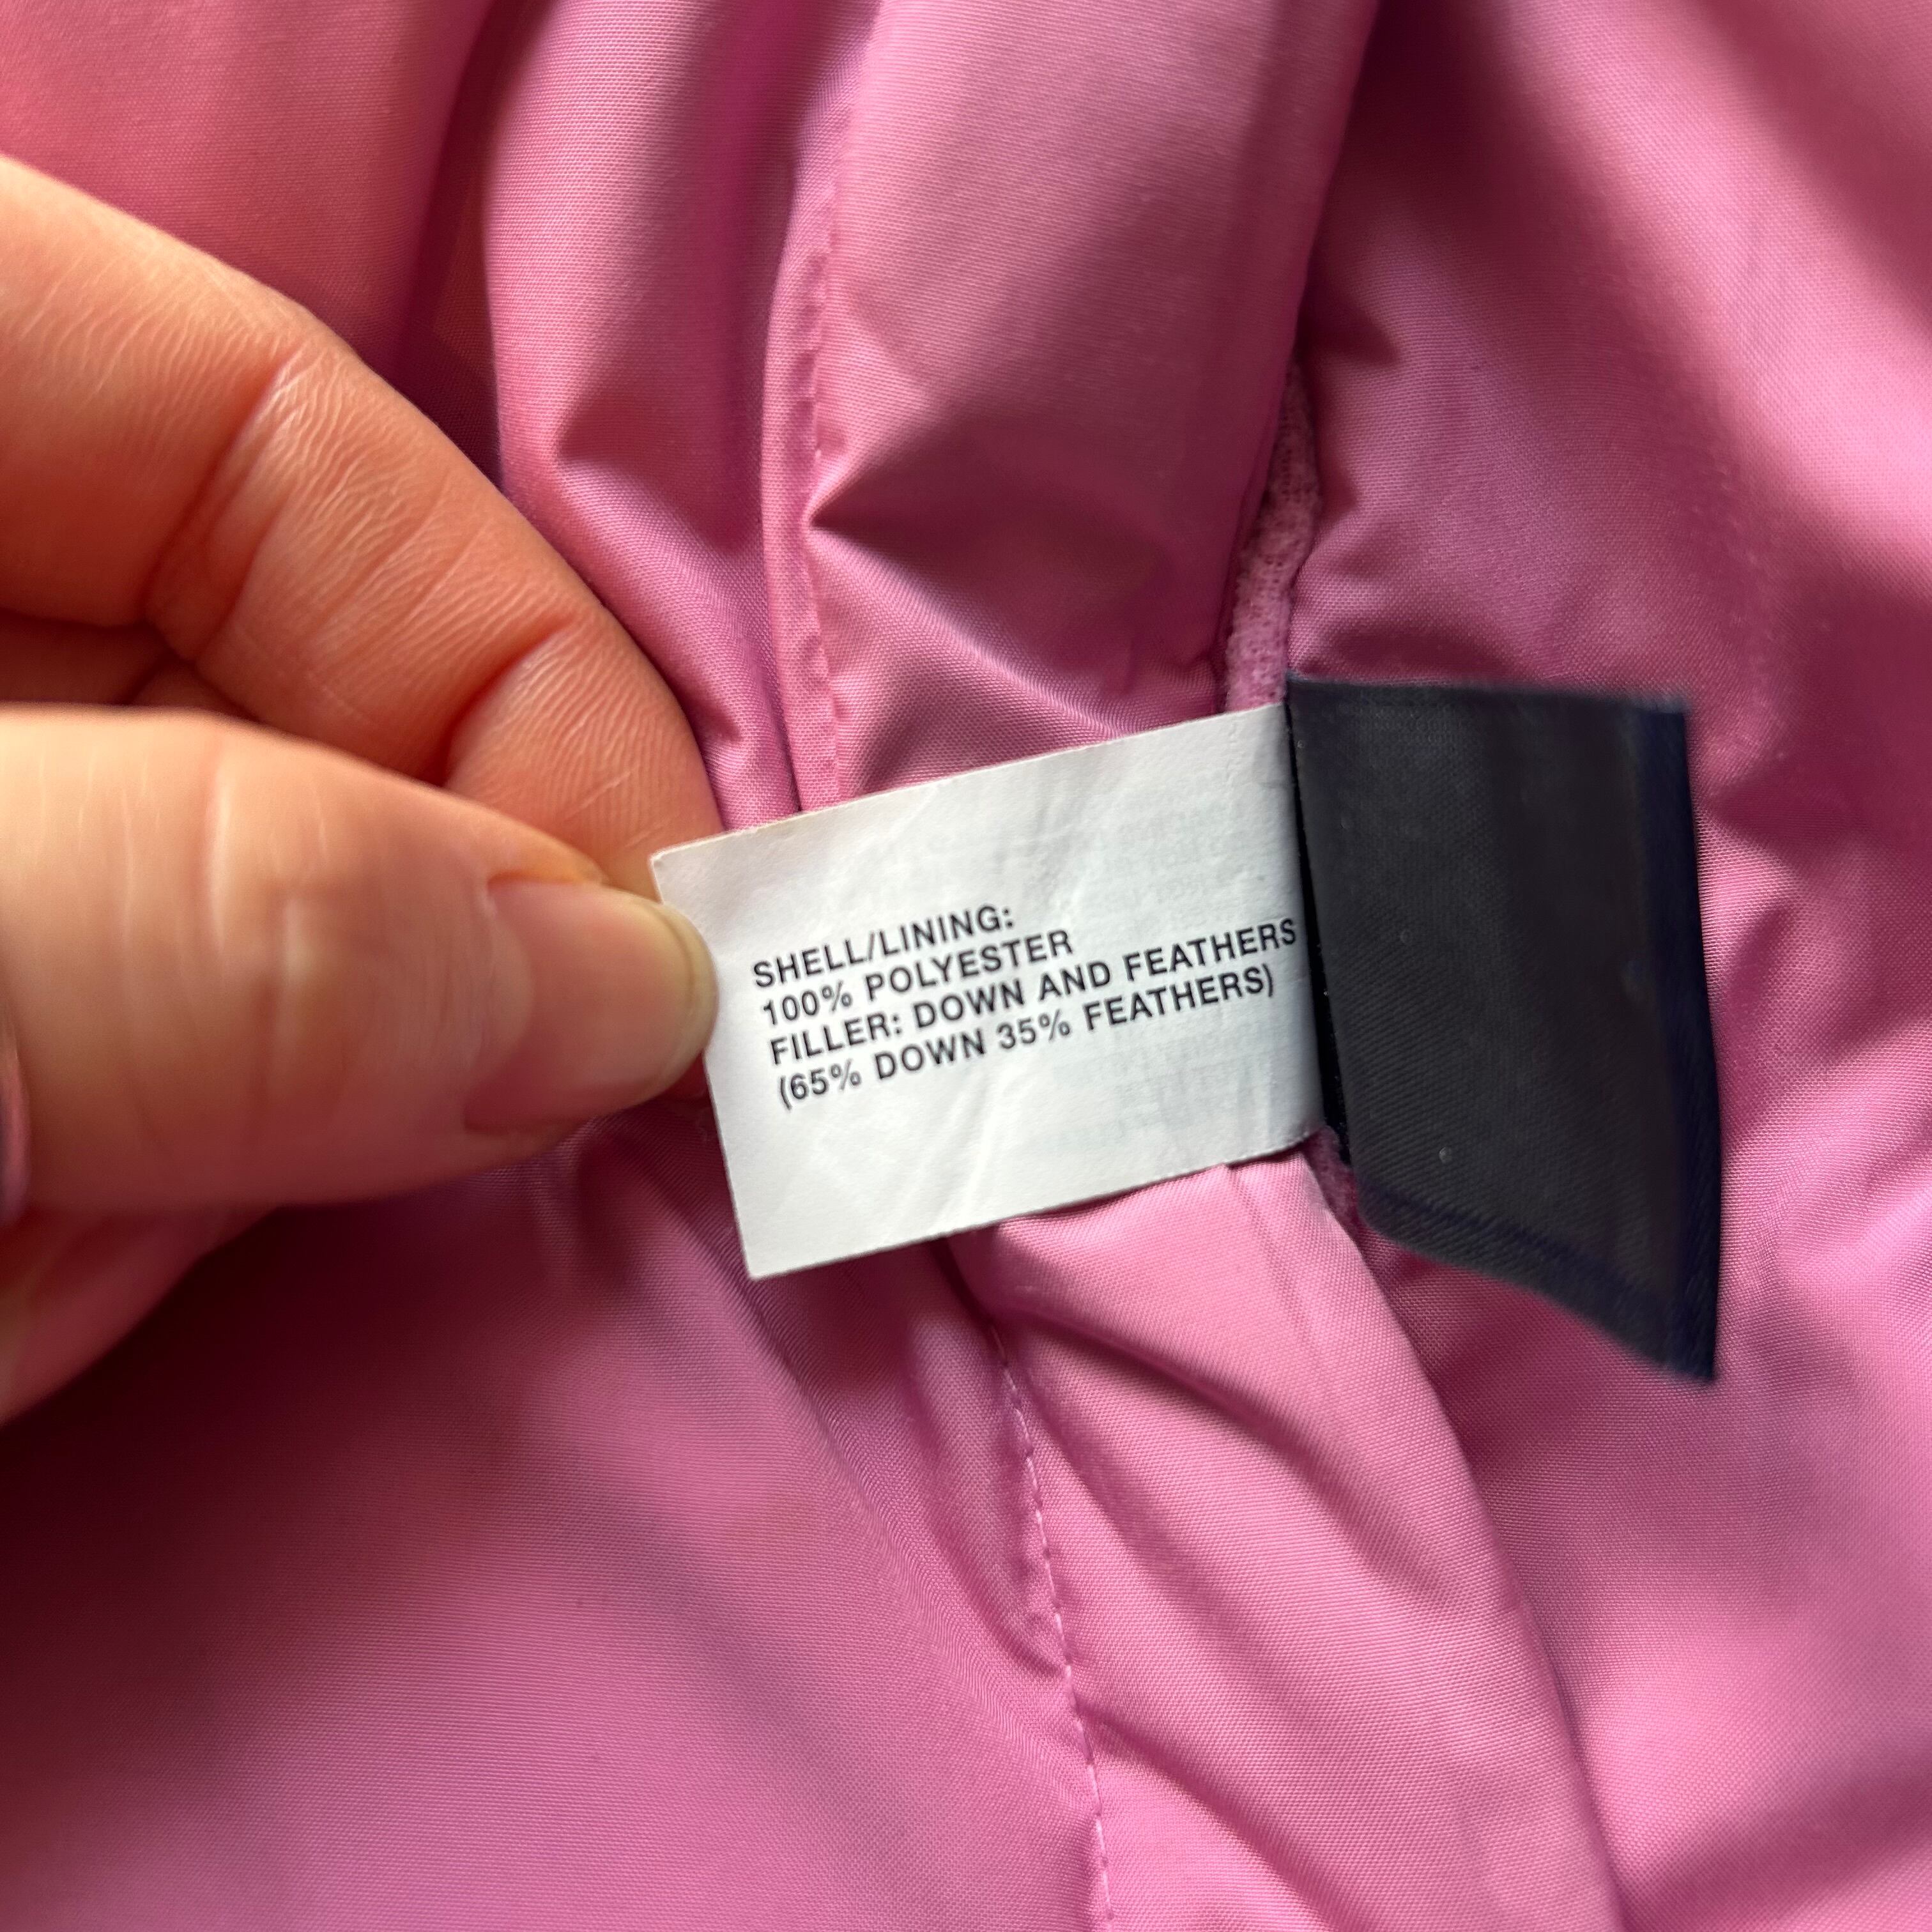 SHELL/LINING:
100% POLYESTER
FILLER: DOWN AND FEATHERS
(65% DOWN 35% FEATHERS)